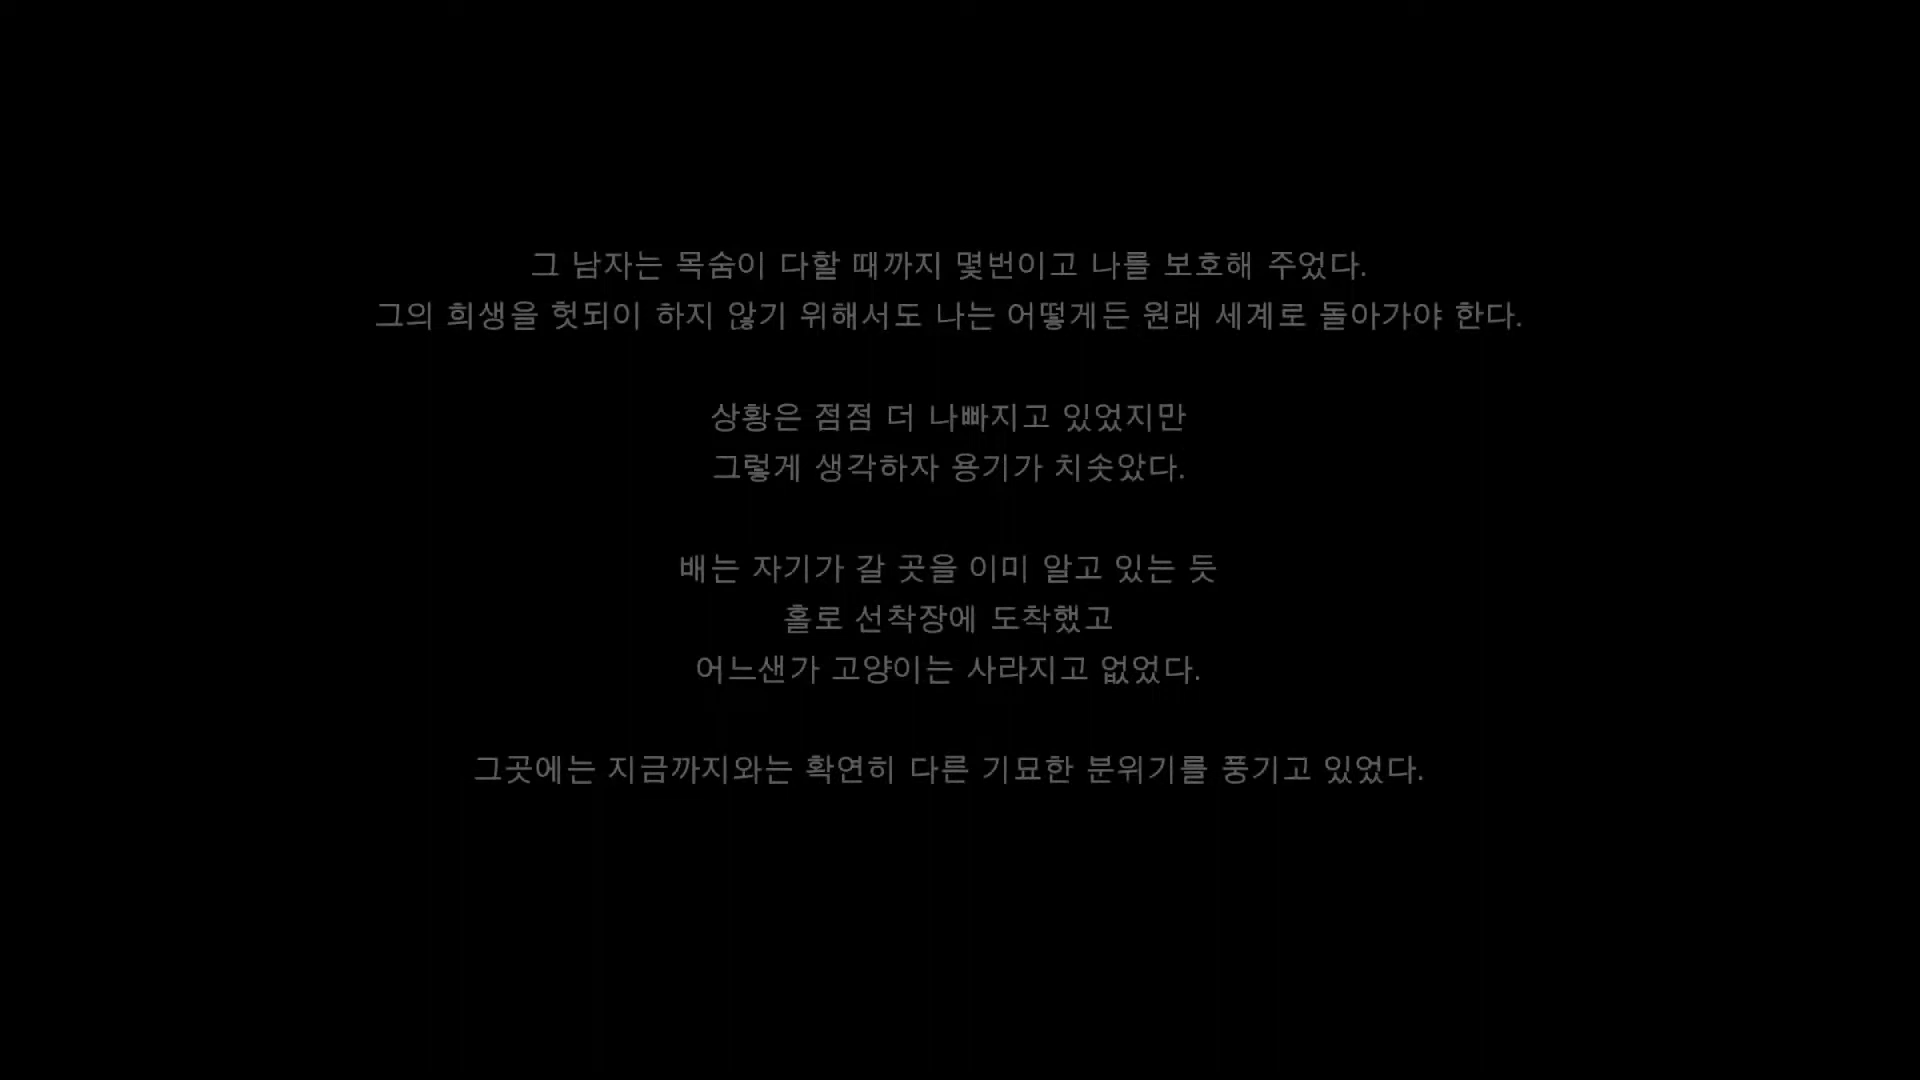 그 남자는 목숨이 다할 때까지 몇번이고 나를 보호해 주었다.
그의 희생을 헛되이 하지 않기 위해서도 나는 어떻게든 원래 세계로 돌아가야 한다.
상황은 점점 더 나빠지고 있었지만
그렇게 생각하자 용기가 치솟았다.
배는 자기가 갈 곳을 이미 알고 있는 듯
홀로 선착장에 도착했고
어느샌가 고양이는 사라지고 없었다.
그곳에는 지금까지와는 확연히 다른 기묘한 분위기를 풍기고 있었다.